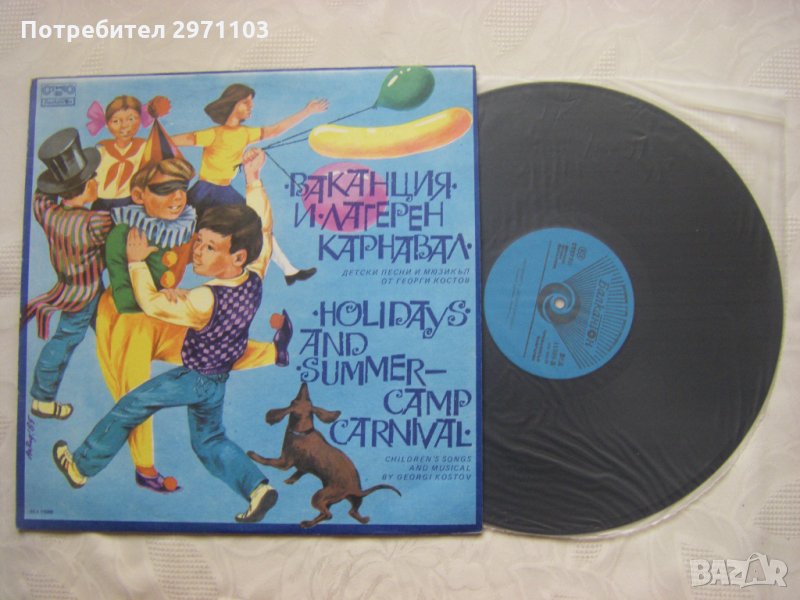 Потребител 2971103
·ВАКАНЦИЯ·
И·ЛАГЕРЕН
КАРНАВАЛ·
ДЕТСКИ ПЕСНИ И МЮЗИКЪЛ
ОТ ГЕОРГИ КОСТОВ
·HOLIDAYS·
AND
·SUMMER—
CAMP
CARNIVAL·
CHILDREN'S SONGS
AND MUSICAL
BY GEORGI KOSTOV
BAZAR